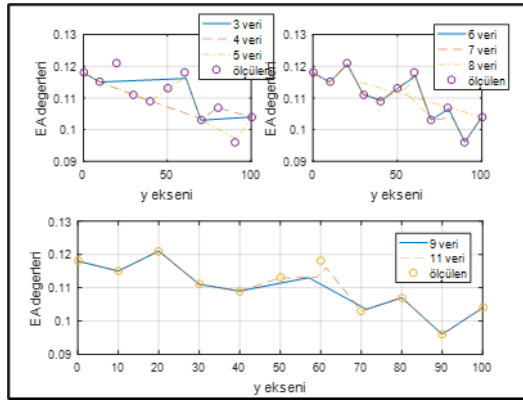 0.13
0.12
0.11
0.1
0.09
0
50
100
EA degerleri
y ekseni
3 veri
4 veri
5 veri
ölçülen
0.13
0.12
0.11
0.1
0.09
0
50
100
EA degerleri
y ekseni
6 veri
7 veri
8 veri
ölçülen
0.13
0.12
0.11
0.1
0.09
0 10 20 30 40 50 60 70 80 90 100
EA degerleri
y ekseni
9 veri
11 veri
ölçülen